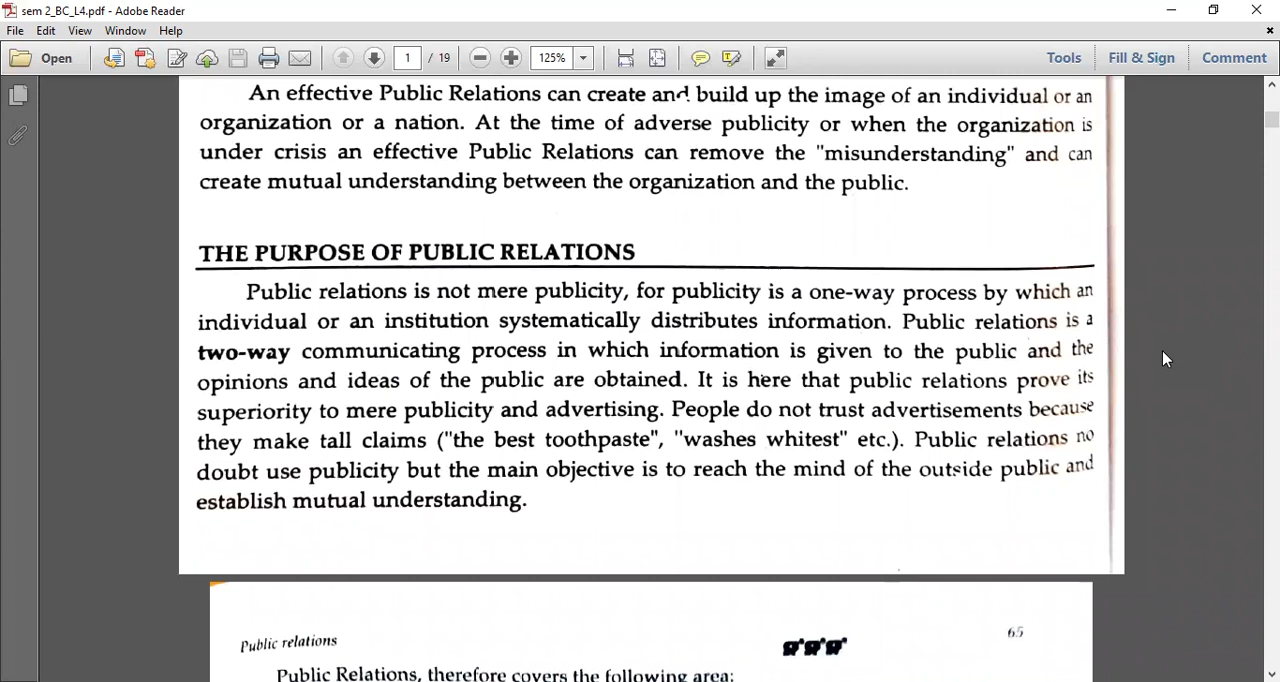 sem 2_BC_L4.pdf - Adobe Reader
File Edit View Window Help
Open 1 / 19 125% Tools Fill & Sign Comment
An effective Public Relations can create and build up the image of an individual or an
organization or a nation. At the time of adverse publicity or when the organization is
under crisis an effective Public Relations can remove the "misunderstanding" and can
create mutual understanding between the organization and the public.
THE PURPOSE OF PUBLIC RELATIONS
Public relations is not mere publicity, for publicity is a one-way process by which an
individual or an institution systematically distributes information. Public relations is a
two-way communicating process in which information is given to the public and the
opinions and ideas of the public are obtained. It is here that public relations prove its
superiority to mere publicity and advertising. People do not trust advertisements because
they make tall claims ("the best toothpaste", "washes whitest" etc.). Public relations no
doubt use publicity but the main objective is to reach the mind of the outside public and
establish mutual understanding.
Public relations 65
Public Relations, therefore covers the following area: